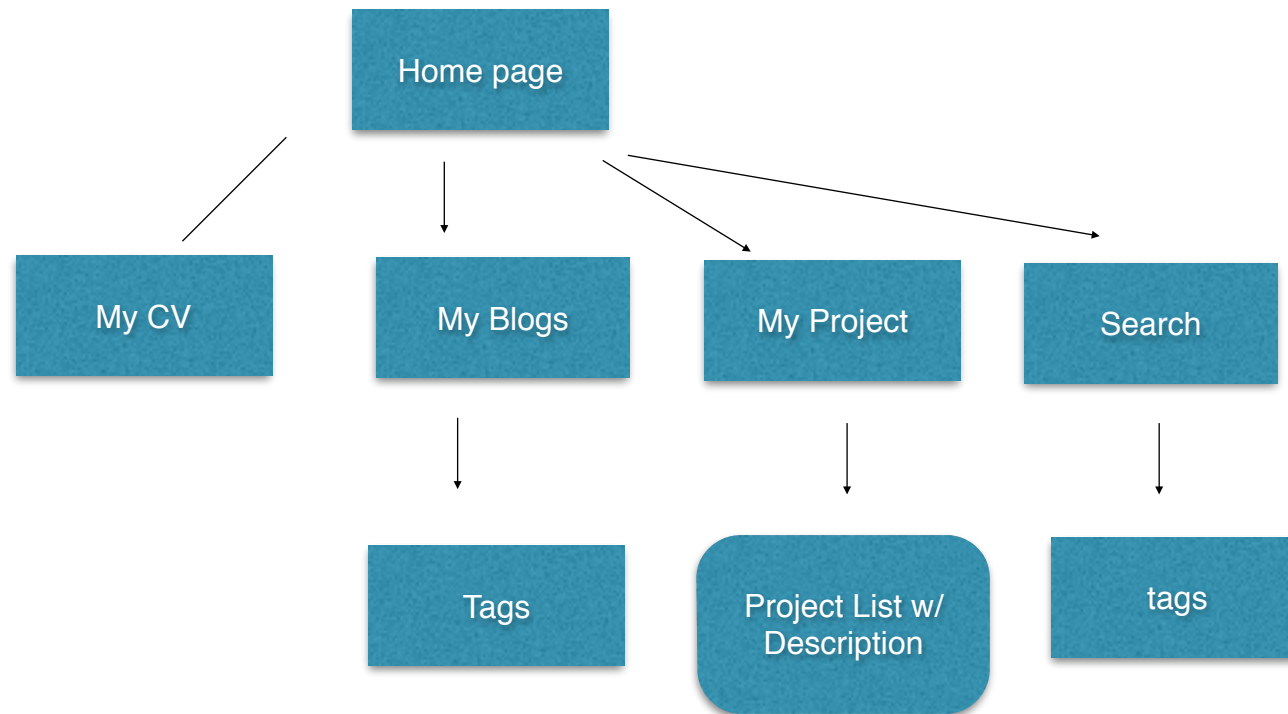 Home page
My CV
My Blogs
My Project
Search
Tags
Project List w/
Description
tags